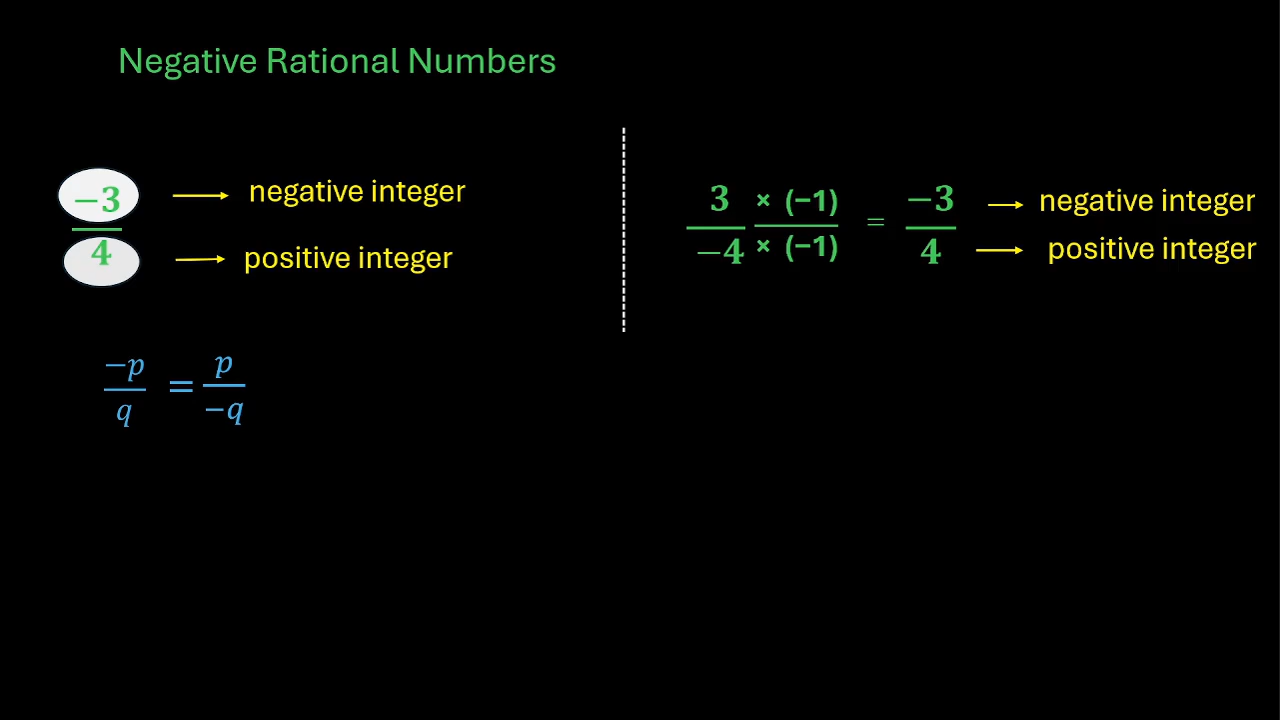 Negative Rational Numbers
−3 → negative integer
4 → positive integer
3 × (−1) = −3 → negative integer
−4 × (−1) 4 → positive integer
−p = p
q −q